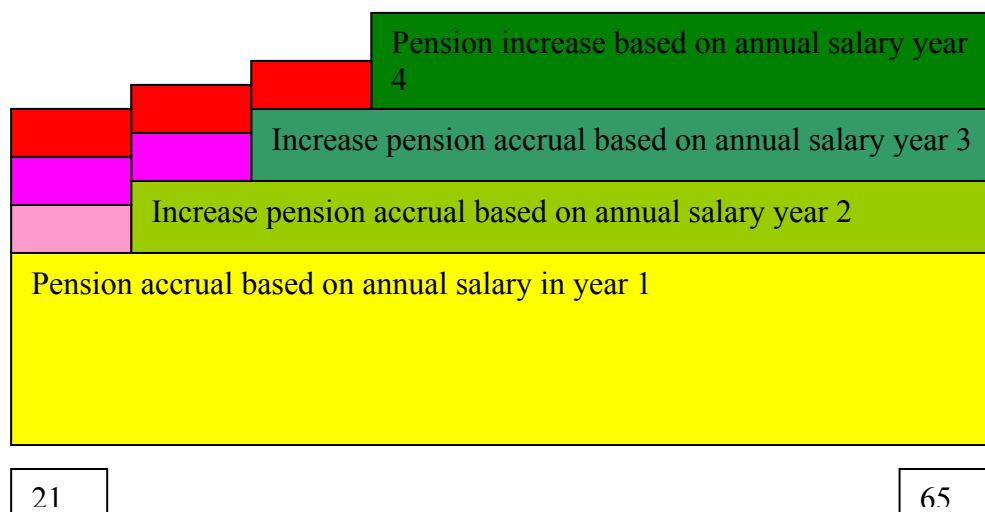 Pension increase based on annual salary year
4
Increase pension accrual based on annual salary year 3
Increase pension accrual based on annual salary year 2
Pension accrual based on annual salary in year 1
21
65